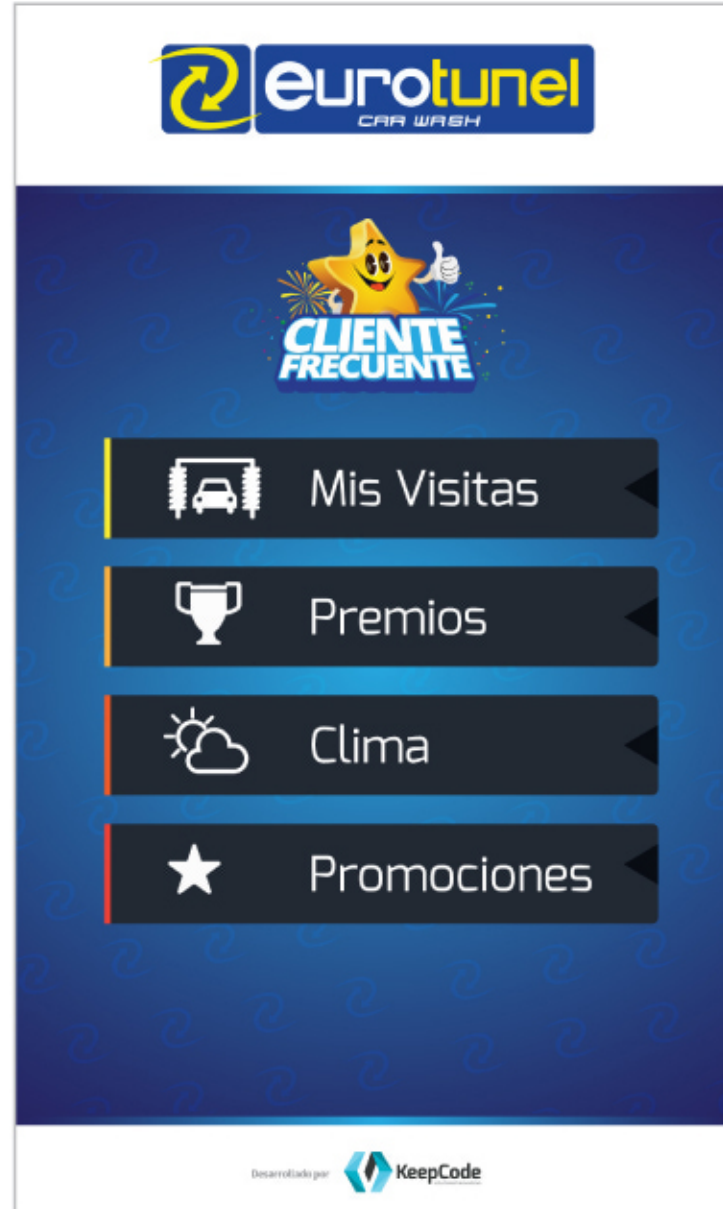 eurotunel
CAR WASH
CLIENTE
FRECUENTE
Mis Visitas
Premios
Clima
Promociones
Desarrollado por KeepCode